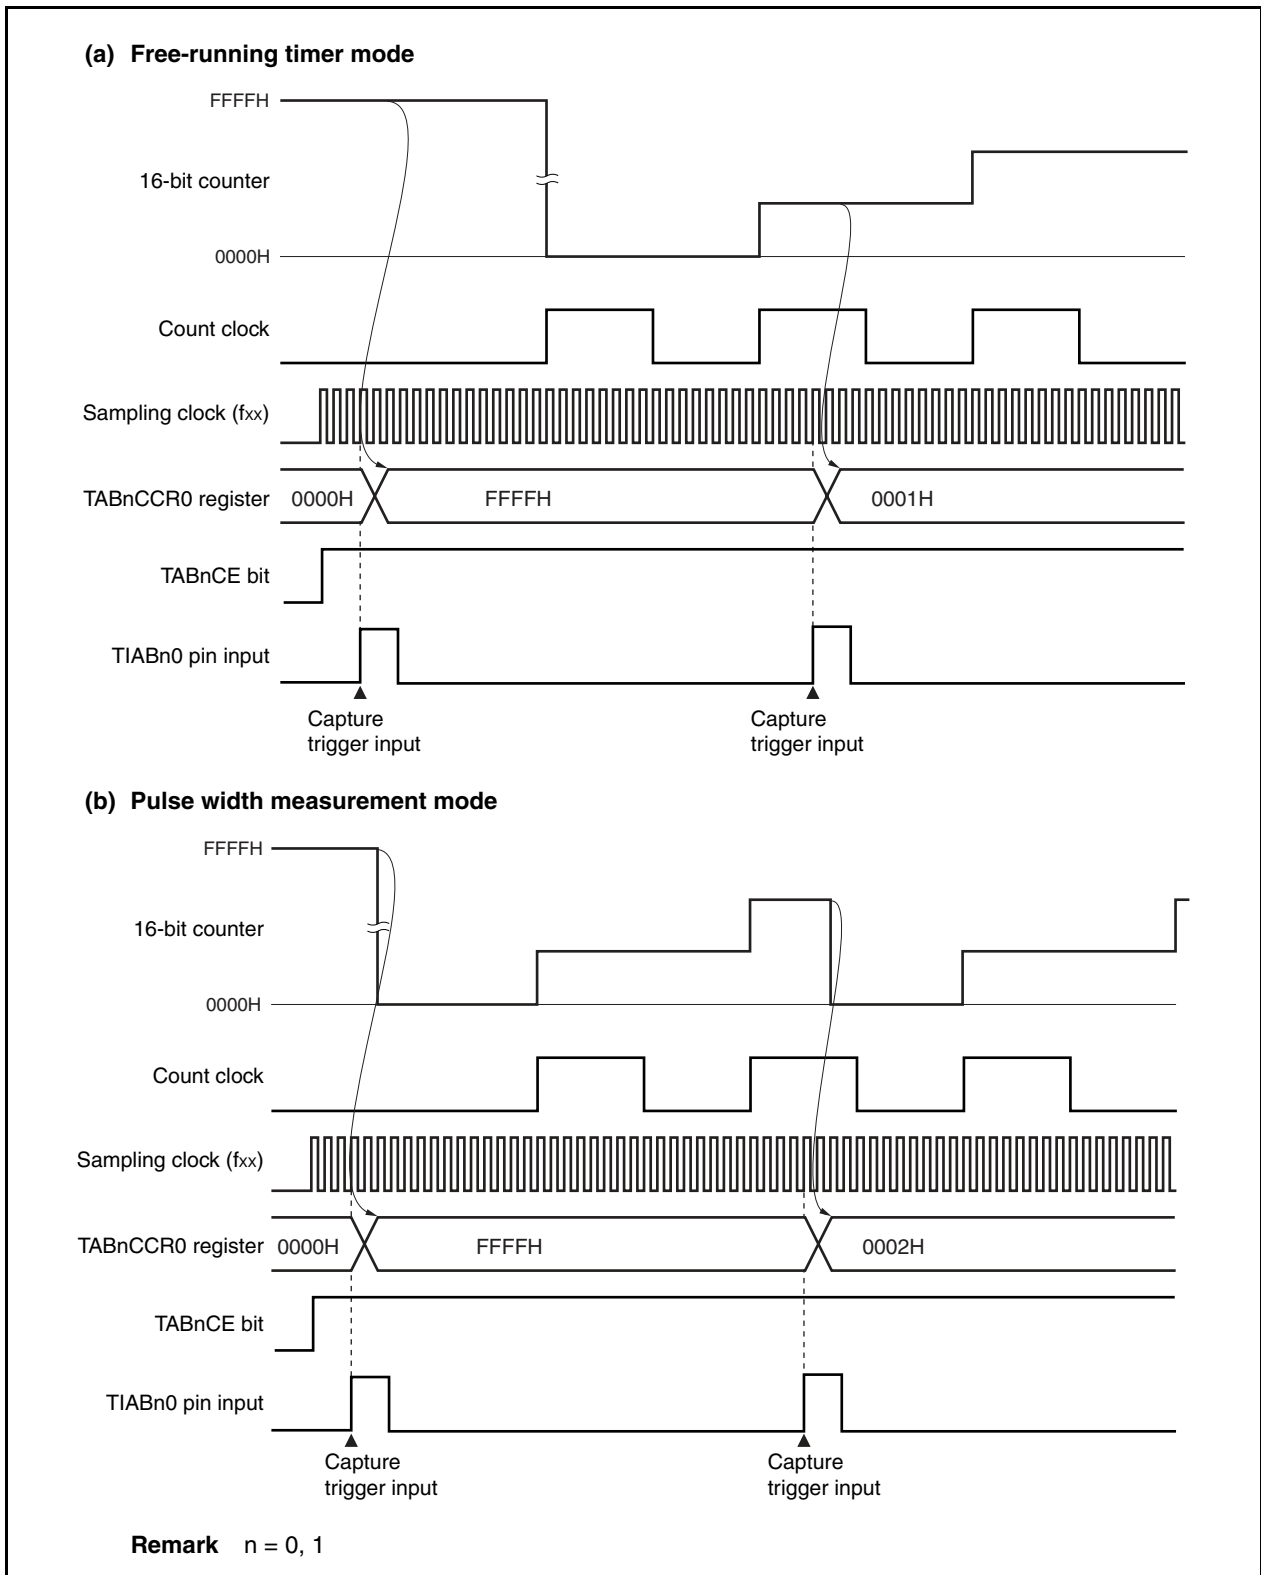 (a) Free-running timer mode
FFFFH
16-bit counter
0000H
Count clock
Sampling clock (fxx)
TABnCCR0 register 0000H FFFFH 0001H
TABnCE bit
TIABn0 pin input
Capture Capture
trigger input trigger input
(b) Pulse width measurement mode
FFFFH
16-bit counter
0000H
Count clock
Sampling clock (fxx)
TABnCCR0 register 0000H FFFFH 0002H
TABnCE bit
TIABn0 pin input
Capture Capture
trigger input trigger input
Remark n = 0, 1